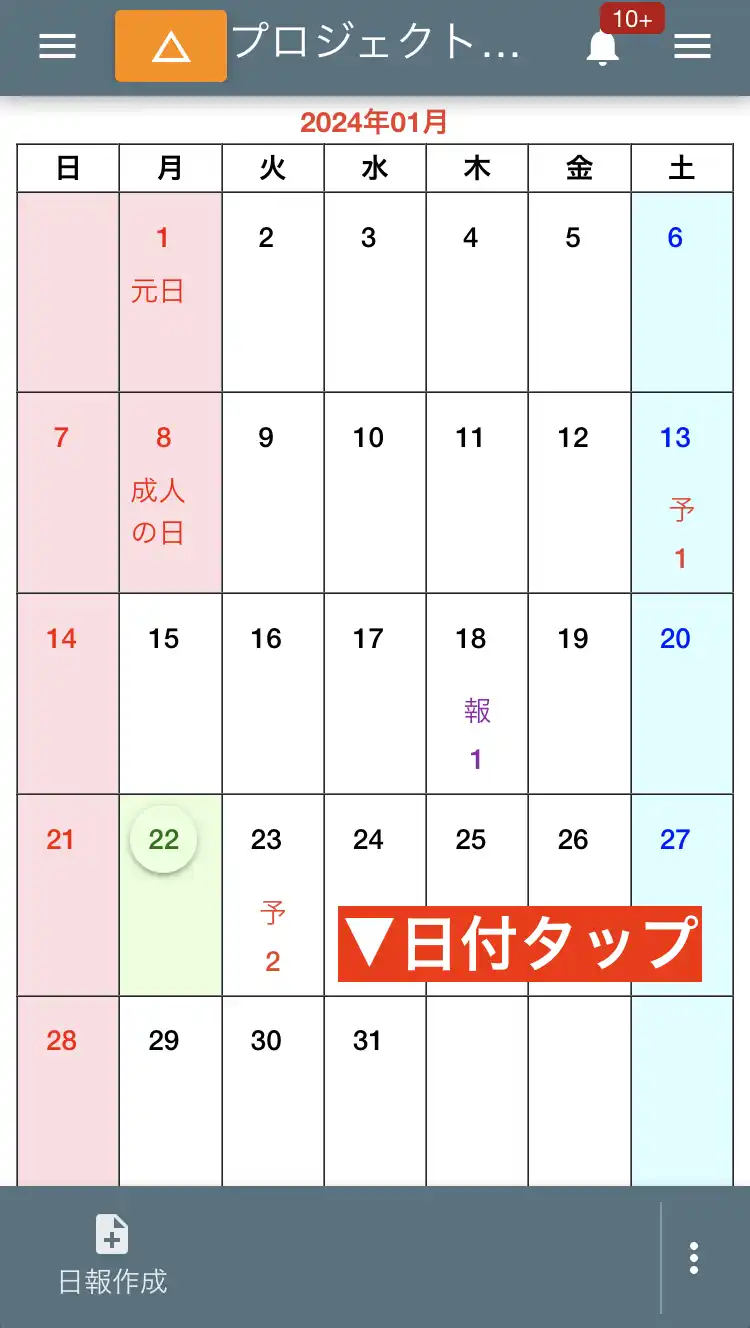 10+
プロジェクト...
2024年01月
日 月 火 水 木 金 土
1 2 3 4 5 6
元日
7 8 9 10 11 12 13
成人
の日
予
1
14 15 16 17 18 19 20
報
1
21 22 23 24 25 26 27
予
2
▼日付タップ
28 29 30 31
日報作成